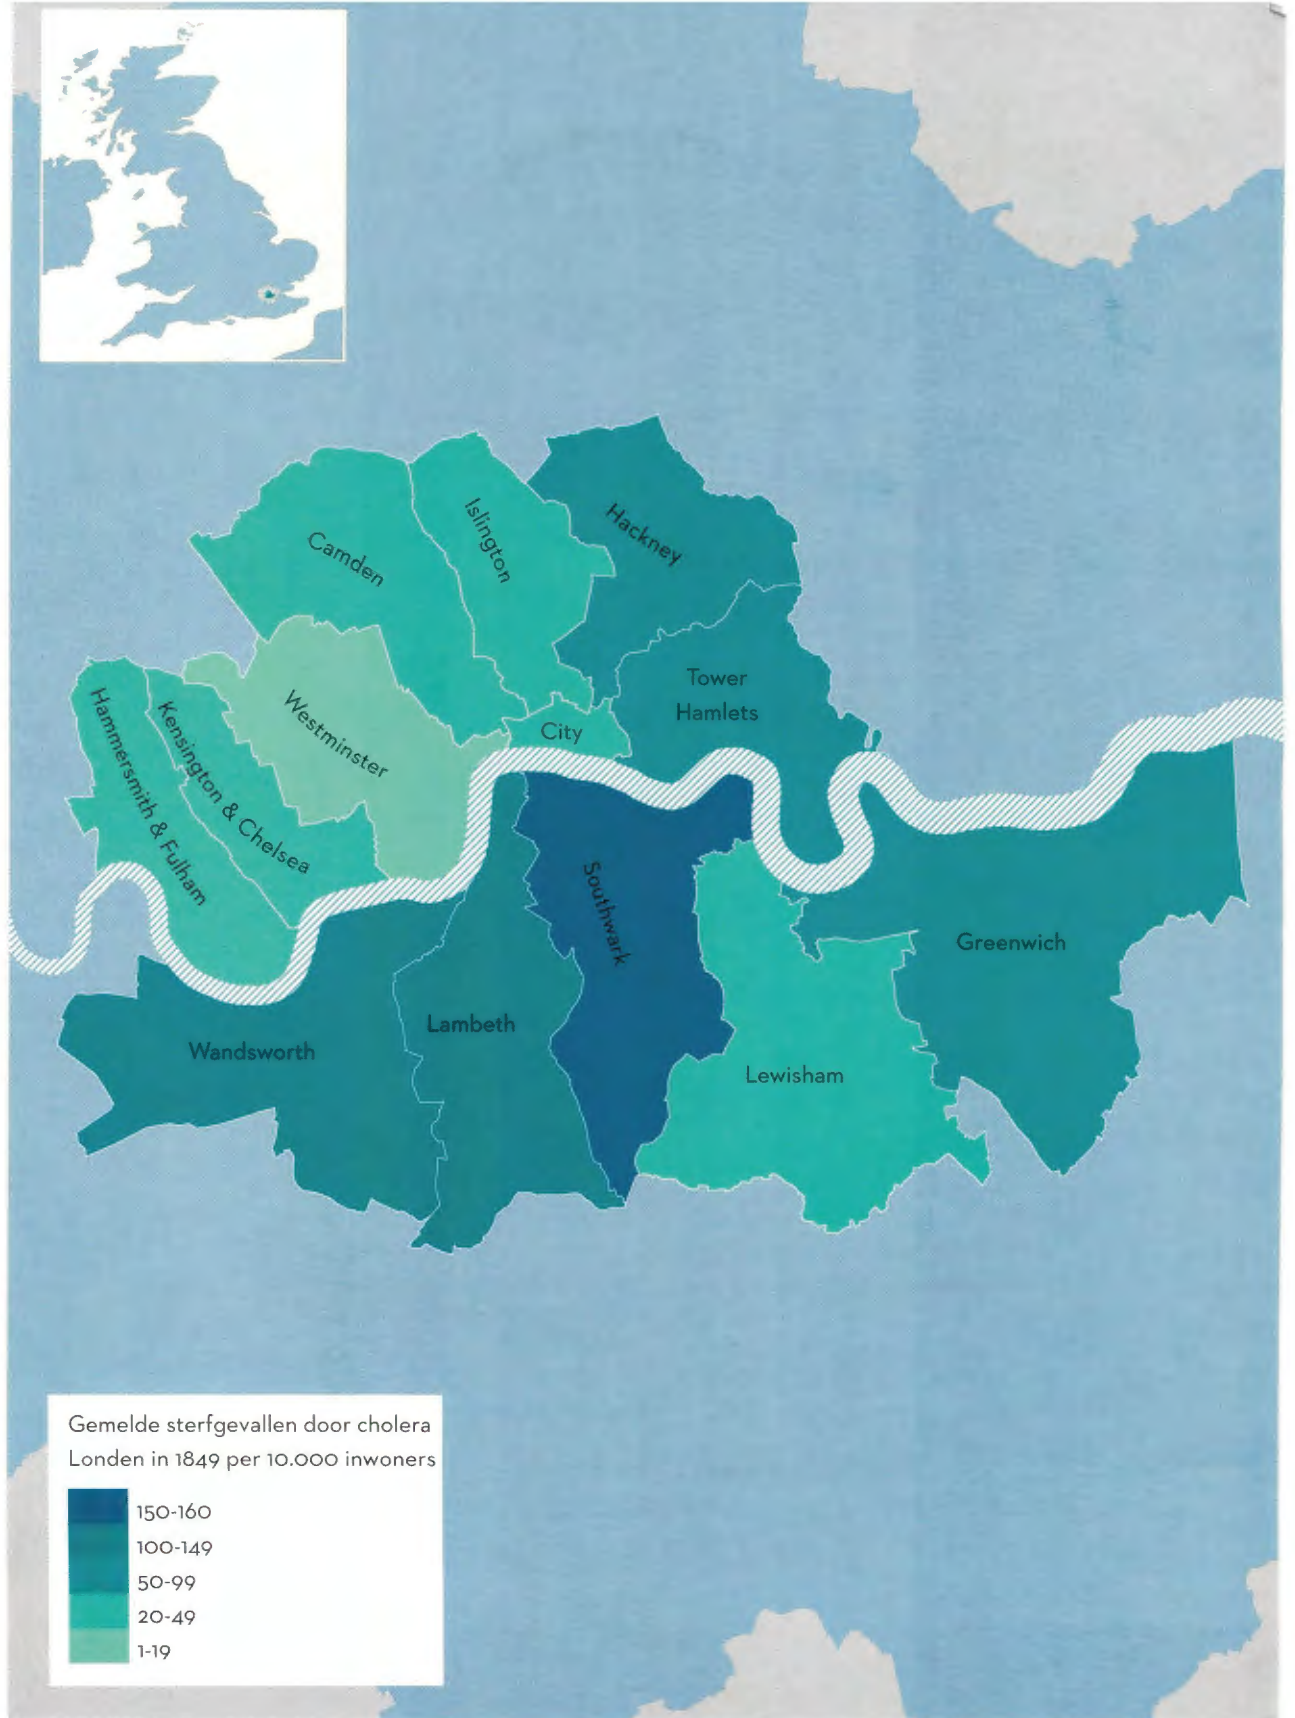 Hackney
Islington
Camden
Tower
Hamlets
City
Westminster
Kensington & Chelsea
Hammersmith & Fulham
Southwark
Greenwich
Lambeth
Wandsworth
Lewisham
Gemelde sterfgevallen door cholera
Londen in 1849 per 10.000 inwoners
150-160
100-149
50-99
20-49
1-19